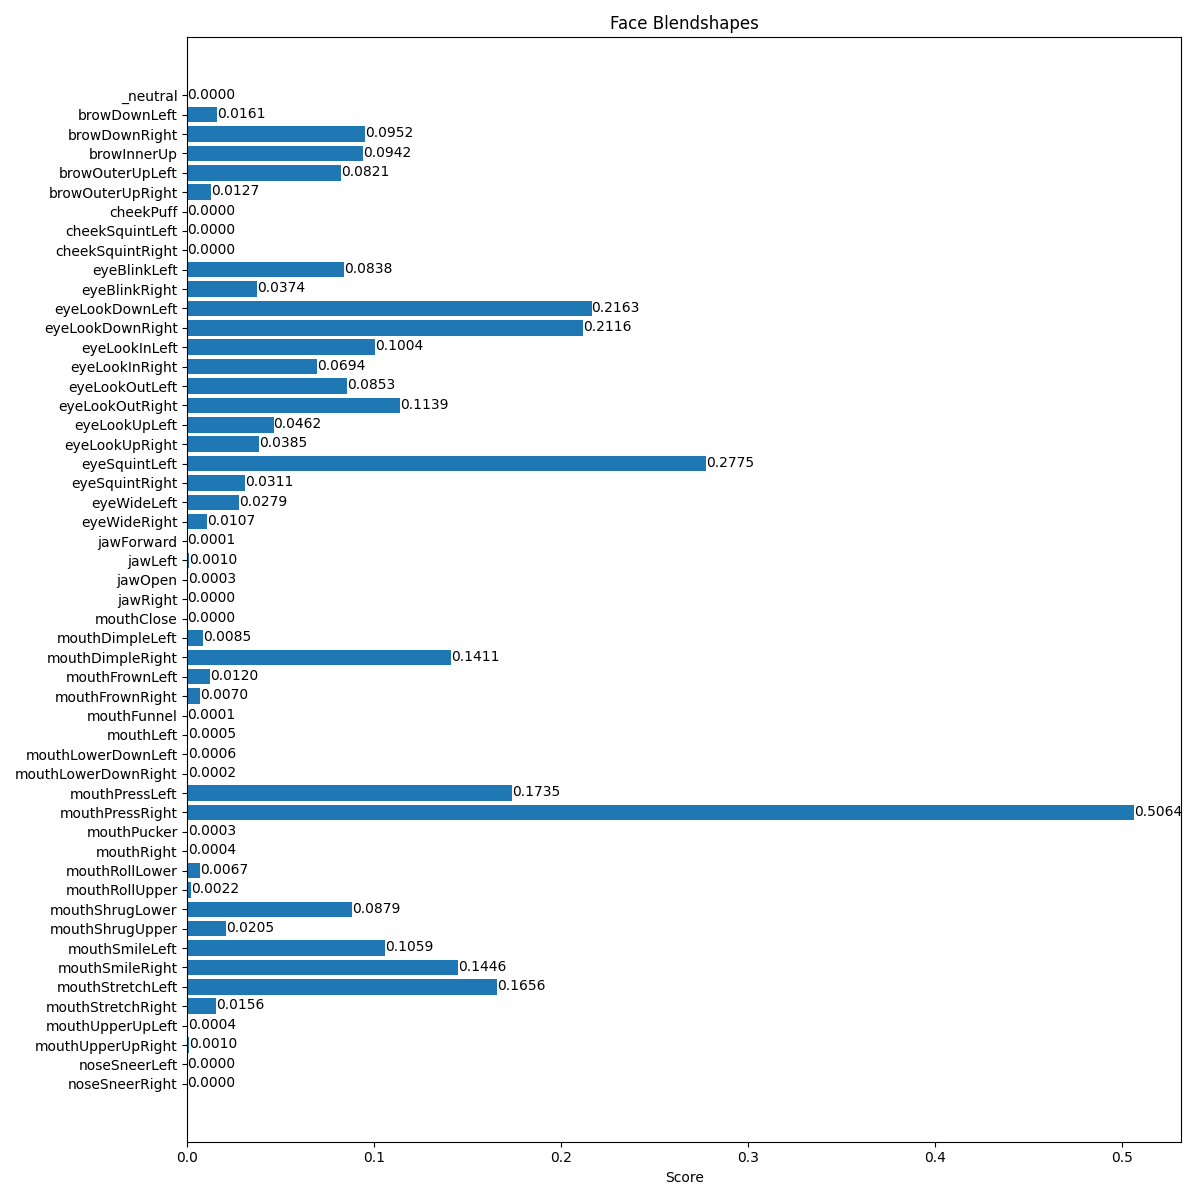 Face Blendshapes
_neutral 0.0000
browDownLeft 0.0161
browDownRight 0.0952
browInnerUp 0.0942
browOuterUpLeft 0.0821
browOuterUpRight 0.0127
cheekPuff 0.0000
cheekSquintLeft 0.0000
cheekSquintRight 0.0000
eyeBlinkLeft 0.0838
eyeBlinkRight 0.0374
eyeLookDownLeft 0.2163
eyeLookDownRight 0.2116
eyeLookInLeft 0.1004
eyeLookInRight 0.0694
eyeLookOutLeft 0.0853
eyeLookOutRight 0.1139
eyeLookUpLeft 0.0462
eyeLookUpRight 0.0385
eyeSquintLeft 0.2775
eyeSquintRight 0.0311
eyeWideLeft 0.0279
eyeWideRight 0.0107
jawForward 0.0001
jawLeft 0.0010
jawOpen 0.0003
jawRight 0.0000
mouthClose 0.0000
mouthDimpleLeft 0.0085
mouthDimpleRight 0.1411
mouthFrownLeft 0.0120
mouthFrownRight 0.0070
mouthFunnel 0.0001
mouthLeft 0.0005
mouthLowerDownLeft 0.0006
mouthLowerDownRight 0.0002
mouthPressLeft 0.1735
mouthPressRight 0.5064
mouthPucker 0.0003
mouthRight 0.0004
mouthRollLower 0.0067
mouthRollUpper 0.0022
mouthShrugLower 0.0879
mouthShrugUpper 0.0205
mouthSmileLeft 0.1059
mouthSmileRight 0.1446
mouthStretchLeft 0.1656
mouthStretchRight 0.0156
mouthUpperUpLeft 0.0004
mouthUpperUpRight 0.0010
noseSneerLeft 0.0000
noseSneerRight 0.0000
0.0 0.1 0.2 0.3 0.4 0.5
Score